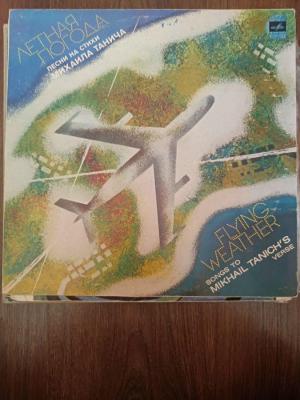 ЛЕТНАЯ
ПОГОДА
ПЕСНИ НА СТИХИ
МИХАИЛА ТАНИЧА
FLYING
WEATHER
SONGS TO
MIKHAIL TANICH'S
VERSE